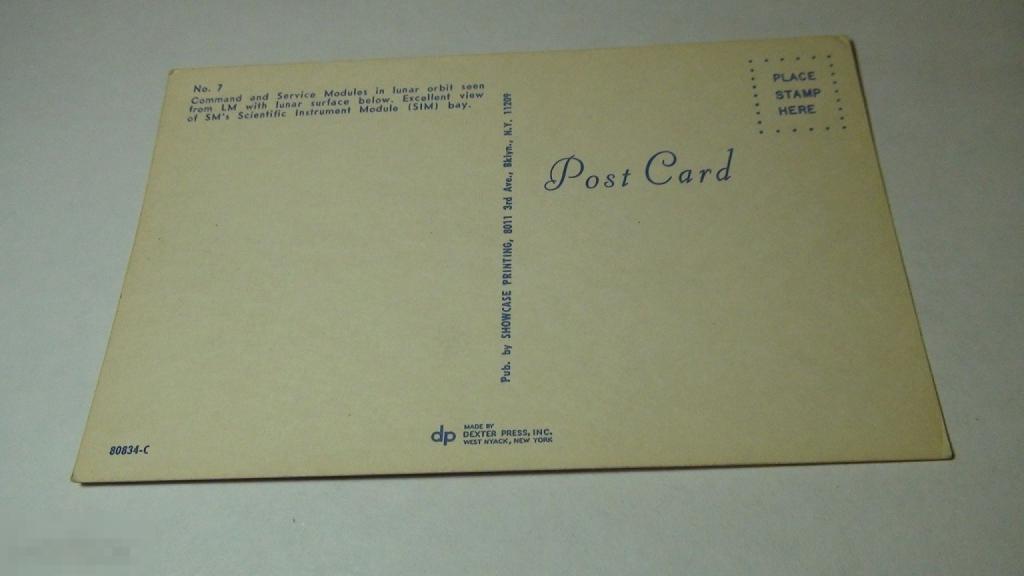 No. 7
Command and Service Modules in lunar orbit seen
from LM with lunar surface below. Excellent view
of SM's Scientific Instrument Module (SIM) bay.
PLACE
STAMP
HERE
Post Card
Pub. by SHOWCASE PRINTING, 8011 3rd Ave., Bklyn., N.Y. 11209
80834-C
dp
MADE BY
DEXTER PRESS, INC.
WEST NYACK, NEW YORK